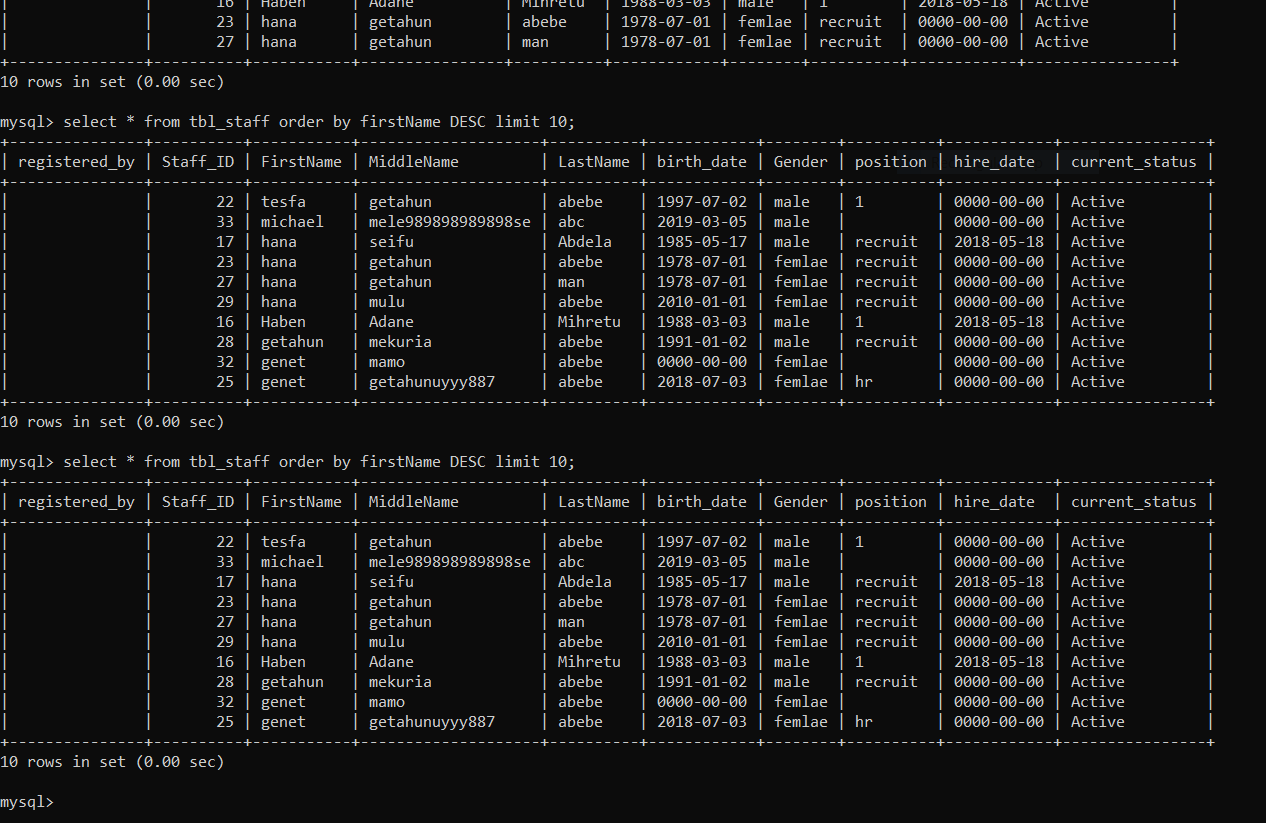 |               |       16 | Haben     | Adane          | Mihretu  | 1988-03-03 | male   | 1        | 2018-05-18 | Active         |
|               |       23 | hana      | getahun        | abebe    | 1978-07-01 | femlae | recruit  | 0000-00-00 | Active         |
|               |       27 | hana      | getahun        | man      | 1978-07-01 | femlae | recruit  | 0000-00-00 | Active         |
+---------------+----------+-----------+----------------+----------+------------+--------+----------+------------+----------------+
10 rows in set (0.00 sec)
mysql> select * from tbl_staff order by firstName DESC limit 10;
+---------------+----------+-----------+--------------------+----------+------------+--------+----------+------------+----------------+
| registered_by | Staff_ID | FirstName | MiddleName         | LastName | birth_date | Gender | position | hire_date  | current_status |
+---------------+----------+-----------+--------------------+----------+------------+--------+----------+------------+----------------+
|               |       22 | tesfa     | getahun            | abebe    | 1997-07-02 | male   | 1        | 0000-00-00 | Active         |
|               |       33 | michael   | mele989898989898se | abc      | 2019-03-05 | male   |          | 0000-00-00 | Active         |
|               |       17 | hana      | seifu              | Abdela   | 1985-05-17 | male   | recruit  | 2018-05-18 | Active         |
|               |       23 | hana      | getahun            | abebe    | 1978-07-01 | femlae | recruit  | 0000-00-00 | Active         |
|               |       27 | hana      | getahun            | man      | 1978-07-01 | femlae | recruit  | 0000-00-00 | Active         |
|               |       29 | hana      | mulu               | abebe    | 2010-01-01 | femlae | recruit  | 0000-00-00 | Active         |
|               |       16 | Haben     | Adane              | Mihretu  | 1988-03-03 | male   | 1        | 2018-05-18 | Active         |
|               |       28 | getahun   | mekuria            | abebe    | 1991-01-02 | male   | recruit  | 0000-00-00 | Active         |
|               |       32 | genet     | mamo               | abebe    | 0000-00-00 | femlae |          | 0000-00-00 | Active         |
|               |       25 | genet     | getahunuyyy887     | abebe    | 2018-07-03 | femlae | hr       | 0000-00-00 | Active         |
+---------------+----------+-----------+--------------------+----------+------------+--------+----------+------------+----------------+
10 rows in set (0.00 sec)
mysql> select * from tbl_staff order by firstName DESC limit 10;
+---------------+----------+-----------+--------------------+----------+------------+--------+----------+------------+----------------+
| registered_by | Staff_ID | FirstName | MiddleName         | LastName | birth_date | Gender | position | hire_date  | current_status |
+---------------+----------+-----------+--------------------+----------+------------+--------+----------+------------+----------------+
|               |       22 | tesfa     | getahun            | abebe    | 1997-07-02 | male   | 1        | 0000-00-00 | Active         |
|               |       33 | michael   | mele989898989898se | abc      | 2019-03-05 | male   |          | 0000-00-00 | Active         |
|               |       17 | hana      | seifu              | Abdela   | 1985-05-17 | male   | recruit  | 2018-05-18 | Active         |
|               |       23 | hana      | getahun            | abebe    | 1978-07-01 | femlae | recruit  | 0000-00-00 | Active         |
|               |       27 | hana      | getahun            | man      | 1978-07-01 | femlae | recruit  | 0000-00-00 | Active         |
|               |       29 | hana      | mulu               | abebe    | 2010-01-01 | femlae | recruit  | 0000-00-00 | Active         |
|               |       16 | Haben     | Adane              | Mihretu  | 1988-03-03 | male   | 1        | 2018-05-18 | Active         |
|               |       28 | getahun   | mekuria            | abebe    | 1991-01-02 | male   | recruit  | 0000-00-00 | Active         |
|               |       32 | genet     | mamo               | abebe    | 0000-00-00 | femlae |          | 0000-00-00 | Active         |
|               |       25 | genet     | getahunuyyy887     | abebe    | 2018-07-03 | femlae | hr       | 0000-00-00 | Active         |
+---------------+----------+-----------+--------------------+----------+------------+--------+----------+------------+----------------+
10 rows in set (0.00 sec)
mysql>